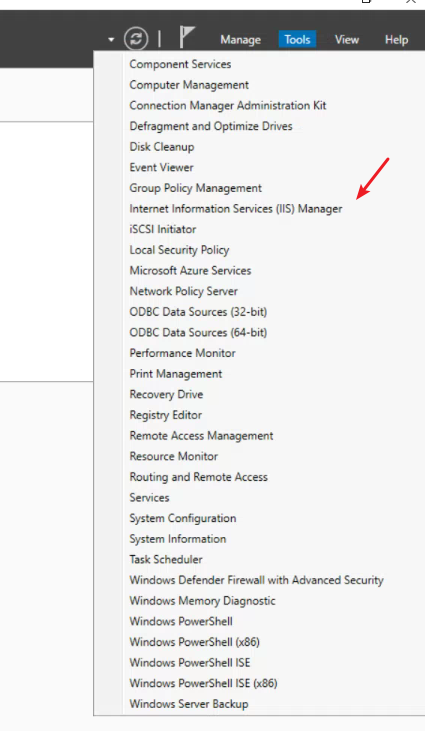 Manage Tools View Help
Component Services
Computer Management
Connection Manager Administration Kit
Defragment and Optimize Drives
Disk Cleanup
Event Viewer
Group Policy Management
Internet Information Services (IIS) Manager
iSCSI Initiator
Local Security Policy
Microsoft Azure Services
Network Policy Server
ODBC Data Sources (32-bit)
ODBC Data Sources (64-bit)
Performance Monitor
Print Management
Recovery Drive
Registry Editor
Remote Access Management
Resource Monitor
Routing and Remote Access
Services
System Configuration
System Information
Task Scheduler
Windows Defender Firewall with Advanced Security
Windows Memory Diagnostic
Windows PowerShell
Windows PowerShell (x86)
Windows PowerShell ISE
Windows PowerShell ISE (x86)
Windows Server Backup